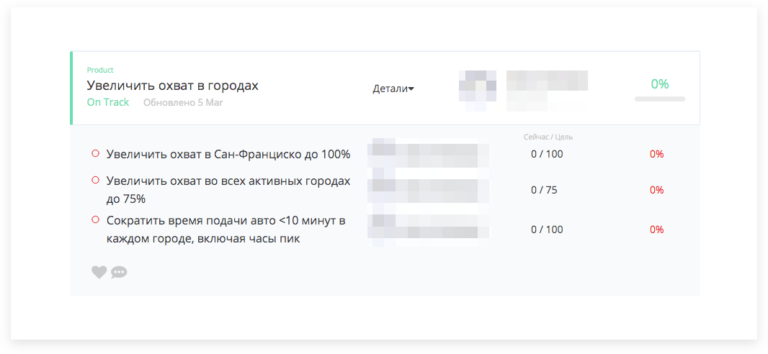 Product
Увеличить охват в городах
Детали
0%
On Track Обновлено 5 Mar
Сейчас / Цель
Увеличить охват в Сан-Франциско до 100%
0 / 100
0%
Увеличить охват во всех активных городах
до 75%
0 / 75
0%
Сократить время подачи авто <10 минут в
каждом городе, включая часы пик
0 / 100
0%